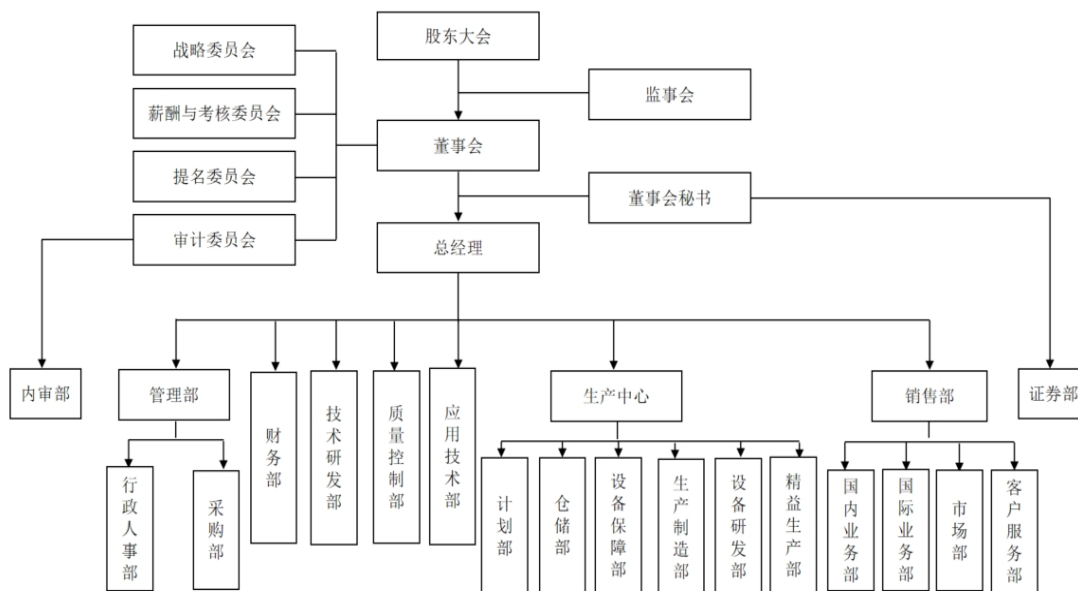 股东大会
战略委员会
监事会
薪酬与考核委员会
董事会
提名委员会
董事会秘书
审计委员会
总经理
内审部
管理部
财务部
技术研发部
质量控制部
应用技术部
生产中心
销售部
证券部
行政人事部
采购部
计划部
仓储部
设备保障部
生产制造部
设备研发部
精益生产部
国内业务部
国际业务部
市场部
客户服务部